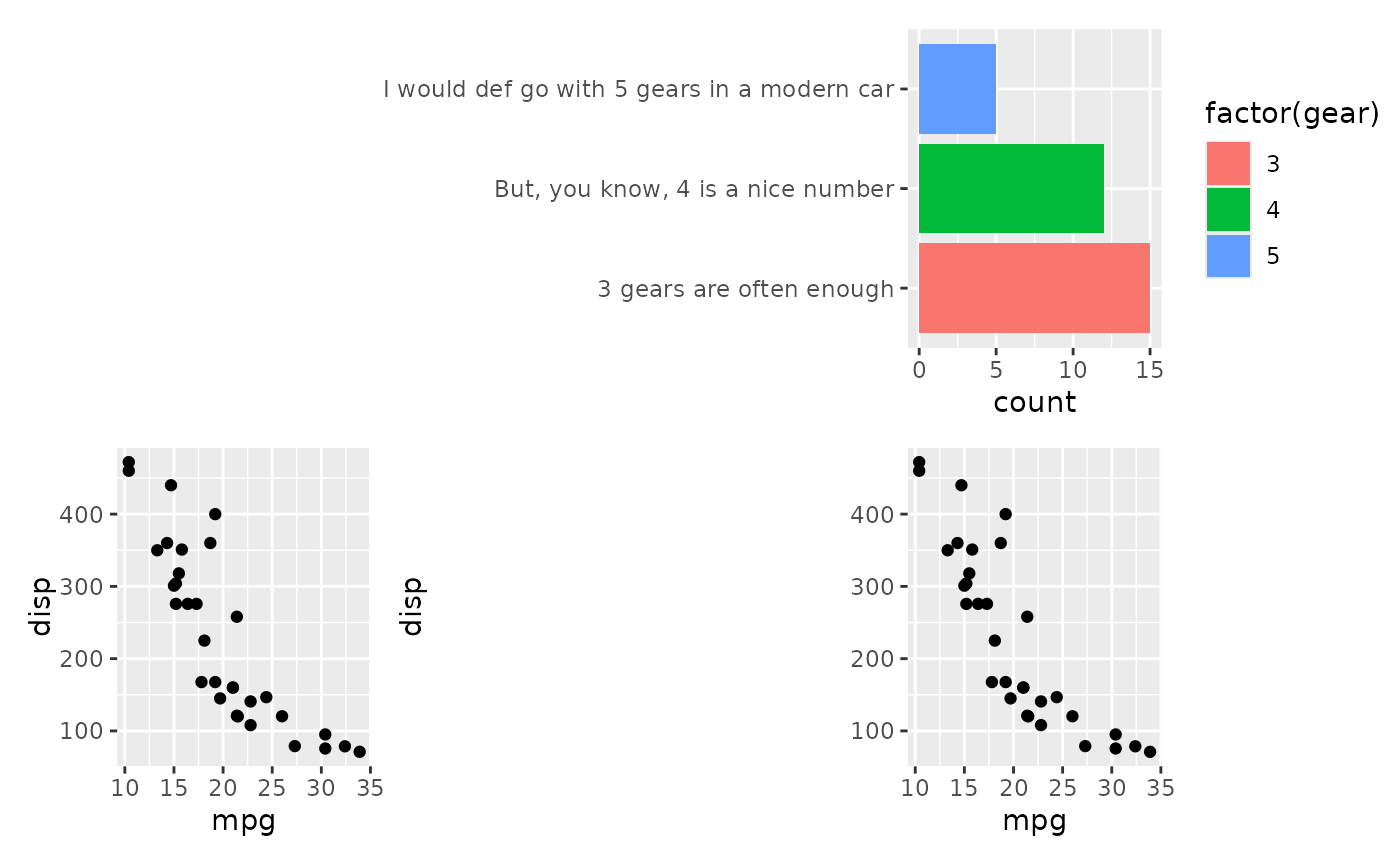 I would def go with 5 gears in a modern car
But, you know, 4 is a nice number
3 gears are often enough
0 5 10 15
count
factor(gear)
3
4
5
disp
400
300
200
100
10 15 20 25 30 35
mpg
disp
400
300
200
100
10 15 20 25 30 35
mpg